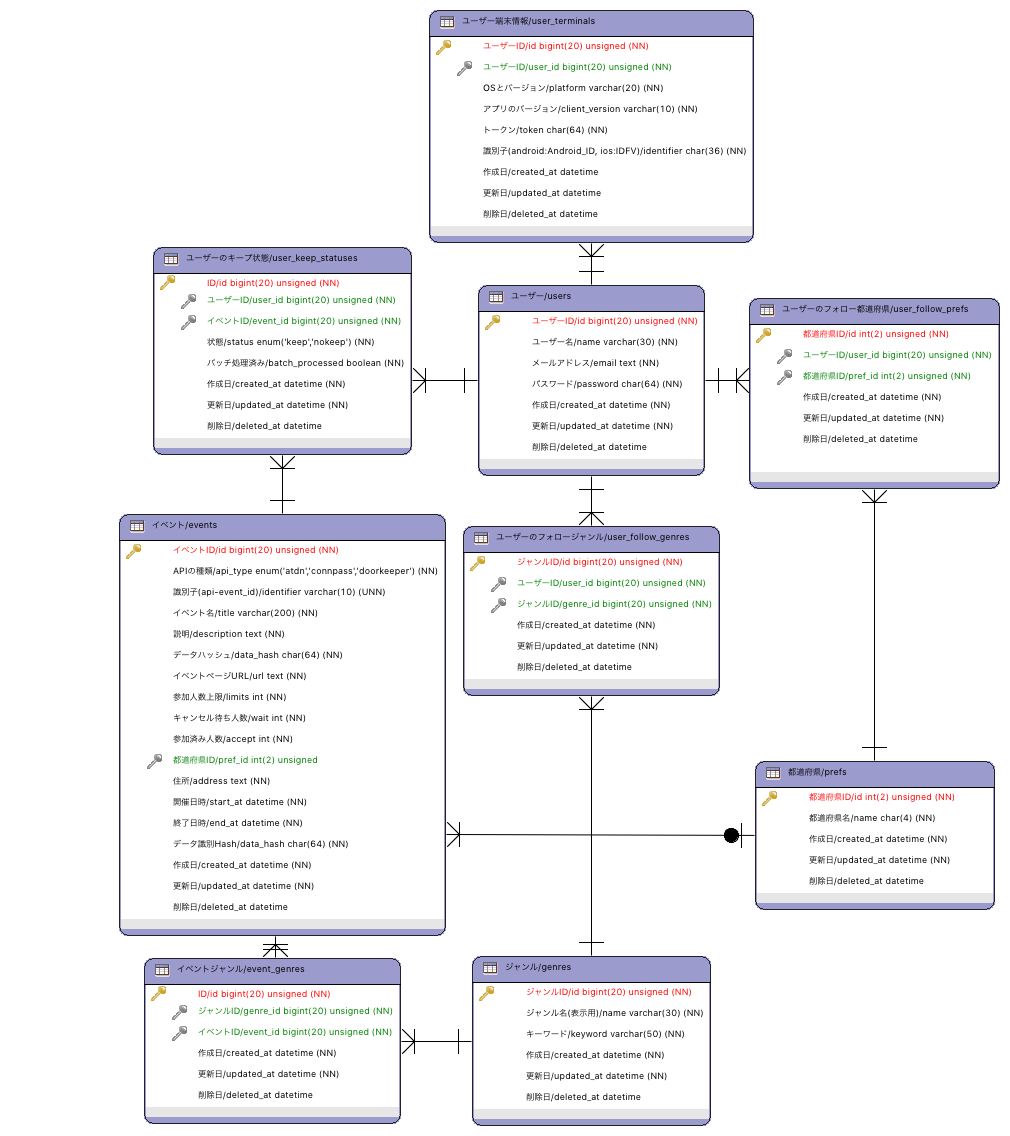 ユーザー端末情報/user_terminals
ユーザーID/id bigint(20) unsigned (NN)
ユーザーID/user_id bigint(20) unsigned (NN)
OSとバージョン/platform varchar(20) (NN)
アプリのバージョン/client_version varchar(10) (NN)
トークン/token char(64) (NN)
識別子(android:Android_ID, ios:IDFV)/identifier char(36) (NN)
作成日/created_at datetime
更新日/updated_at datetime
削除日/deleted_at datetime
ユーザーのキープ状態/user_keep_statuses
ID/id bigint(20) unsigned (NN)
ユーザーID/user_id bigint(20) unsigned (NN)
イベントID/event_id bigint(20) unsigned (NN)
状態/status enum('keep','nokeep') (NN)
バッチ処理済み/batch_processed boolean (NN)
作成日/created_at datetime (NN)
更新日/updated_at datetime (NN)
削除日/deleted_at datetime
ユーザー/users
ユーザーID/id bigint(20) unsigned (NN)
ユーザー名/name varchar(30) (NN)
メールアドレス/email text (NN)
パスワード/password char(64) (NN)
作成日/created_at datetime (NN)
更新日/updated_at datetime (NN)
削除日/deleted_at datetime
ユーザーのフォロー都道府県/user_follow_prefs
都道府県ID/id int(2) unsigned (NN)
ユーザーID/user_id bigint(20) unsigned (NN)
都道府県ID/pref_id int(2) unsigned (NN)
作成日/created_at datetime (NN)
更新日/updated_at datetime (NN)
削除日/deleted_at datetime
イベント/events
イベントID/id bigint(20) unsigned (NN)
APIの種類/api_type enum('atdn','connpass','doorkeeper') (NN)
識別子(api-event_id)/identifier varchar(10) (UNN)
イベント名/title varchar(200) (NN)
説明/description text (NN)
データハッシュ/data_hash char(64) (NN)
イベントページURL/url text (NN)
参加人数上限/limits int (NN)
キャンセル待ち人数/wait int (NN)
参加済み人数/accept int (NN)
都道府県ID/pref_id int(2) unsigned
住所/address text (NN)
開催日時/start_at datetime (NN)
終了日時/end_at datetime (NN)
データ識別Hash/data_hash char(64) (NN)
作成日/created_at datetime (NN)
更新日/updated_at datetime (NN)
削除日/deleted_at datetime
ユーザーのフォロージャンル/user_follow_genres
ジャンルID/id bigint(20) unsigned (NN)
ユーザーID/user_id bigint(20) unsigned (NN)
ジャンルID/genre_id bigint(20) unsigned (NN)
作成日/created_at datetime (NN)
更新日/updated_at datetime (NN)
削除日/deleted_at datetime
都道府県/prefs
都道府県ID/id int(2) unsigned (NN)
都道府県名/name char(4) (NN)
作成日/created_at datetime (NN)
更新日/updated_at datetime (NN)
削除日/deleted_at datetime
イベントジャンル/event_genres
ID/id bigint(20) unsigned (NN)
ジャンルID/genre_id bigint(20) unsigned (NN)
イベントID/event_id bigint(20) unsigned (NN)
作成日/created_at datetime (NN)
更新日/updated_at datetime (NN)
削除日/deleted_at datetime
ジャンル/genres
ジャンルID/id bigint(20) unsigned (NN)
ジャンル名(表示用)/name varchar(30) (NN)
キーワード/keyword varchar(50) (NN)
作成日/created_at datetime (NN)
更新日/updated_at datetime (NN)
削除日/deleted_at datetime